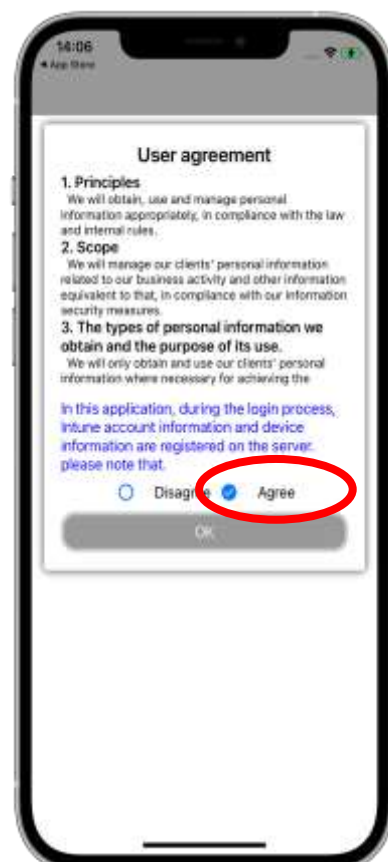 14:06
◀ App Store
User agreement
1. Principles
We will obtain, use and manage personal
information appropriately, in compliance with the law
and internal rules.
2. Scope
We will manage our clients' personal information
related to our business activity and other information
equivalent to that, in compliance with our information
security measures.
3. The types of personal information we
obtain and the purpose of its use.
We will only obtain and use our clients' personal
information where necessary for achieving the
In this application, during the login process,
Intune account information and device
information are registered on the server.
please note that.
Disagree Agree
OK